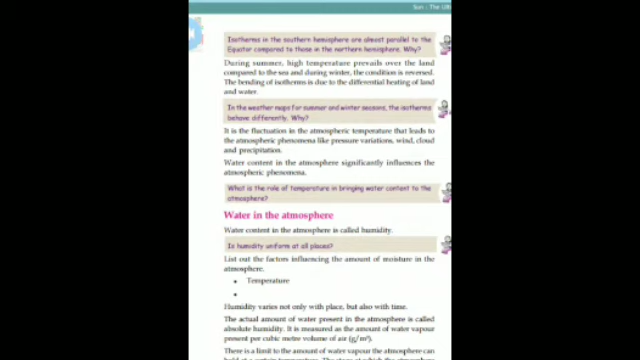 Sun - The Ulti
Isotherms in the southern hemisphere are almost parallel to the
Equator compared to those in the northern hemisphere. Why?
During summer, high temperature prevails over the land
compared to the sea and during winter, the condition is reversed.
The bending of isotherms is due to the differential heating of land
and water.
In the weather maps for summer and winter seasons, the isotherms
behave differently. Why?
It is the fluctuation in the atmospheric temperature that leads to
the atmospheric phenomena like pressure variations, wind, cloud
and precipitation.
Water content in the atmosphere significantly influences the
atmospheric phenomena.
What is the role of temperature in bringing water content to the
atmosphere?
Water in the atmosphere
Water content in the atmosphere is called humidity.
Is humidity uniform at all places?
List out the factors influencing the amount of moisture in the
atmosphere.
• Temperature
•
Humidity varies not only with place, but also with time.
The actual amount of water present in the atmosphere is called
absolute humidity. It is measured as the amount of water vapour
present per cubic metre volume of air (g/m³).
There is a limit to the amount of water vapour the atmosphere can